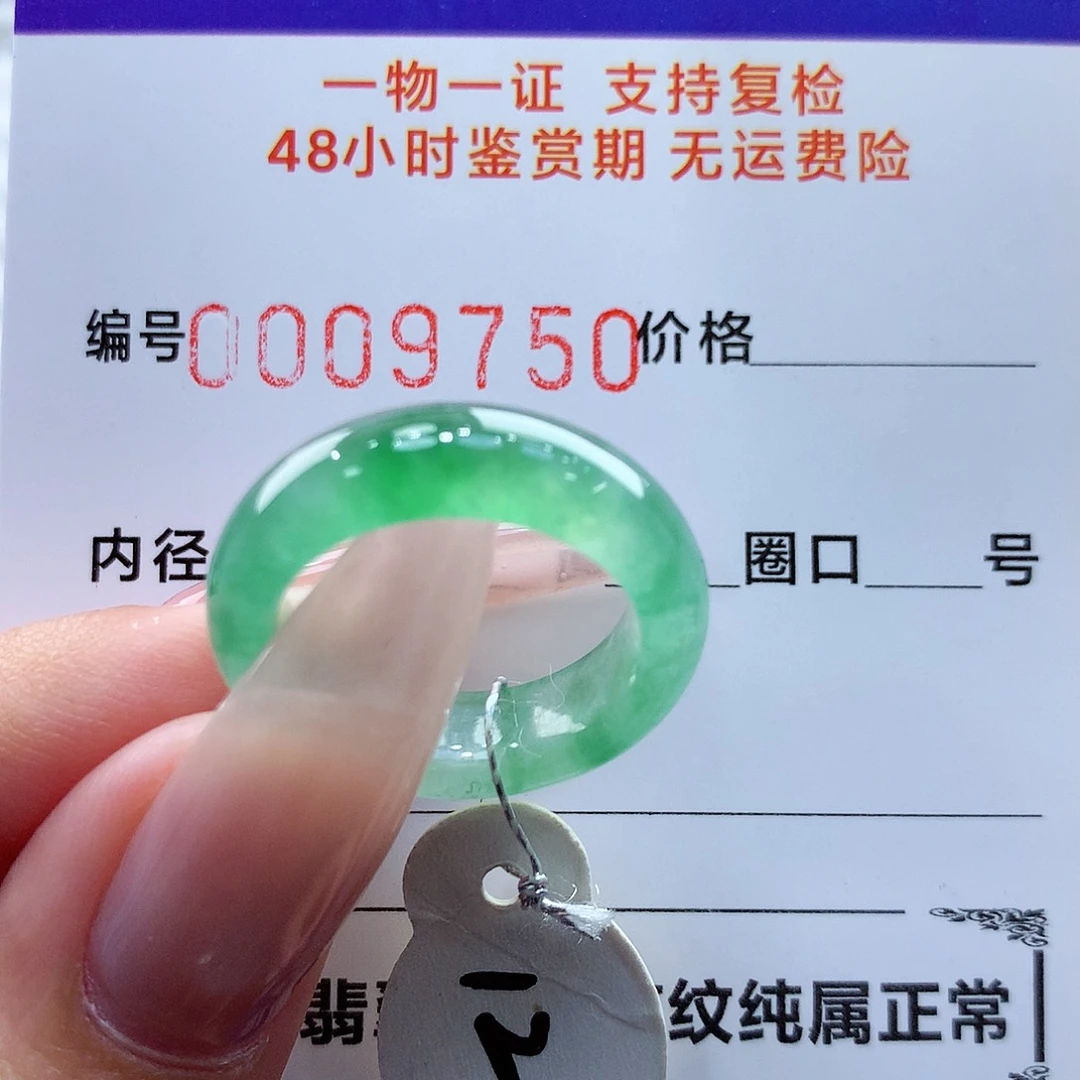 一物一证 支持复检
48小时鉴赏期 无运费险
编号0009750价格
内径 圈口 号
翡 纹纯属正常